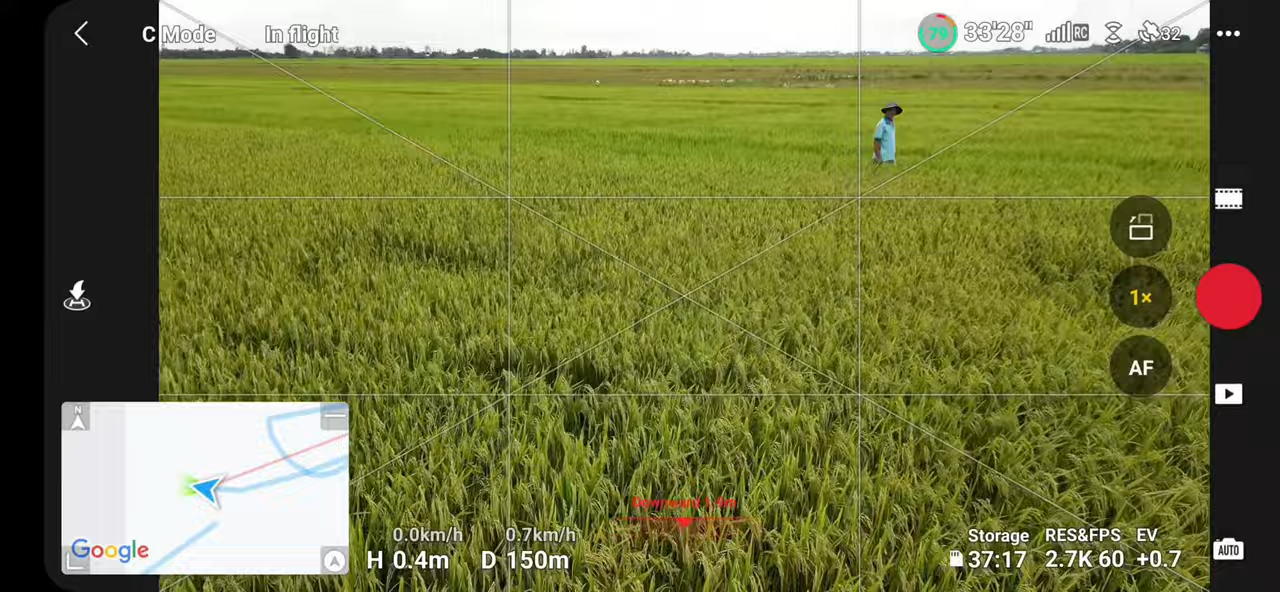 C Mode
In flight
79
33'28"
RC
32
1×
AF
N
Google
A
Downward
0.0km/h
0.7km/h
H 0.4m
D 150m
Storage
37:17
RES&FPS
2.7K 60
EV
+0.7
AUTO